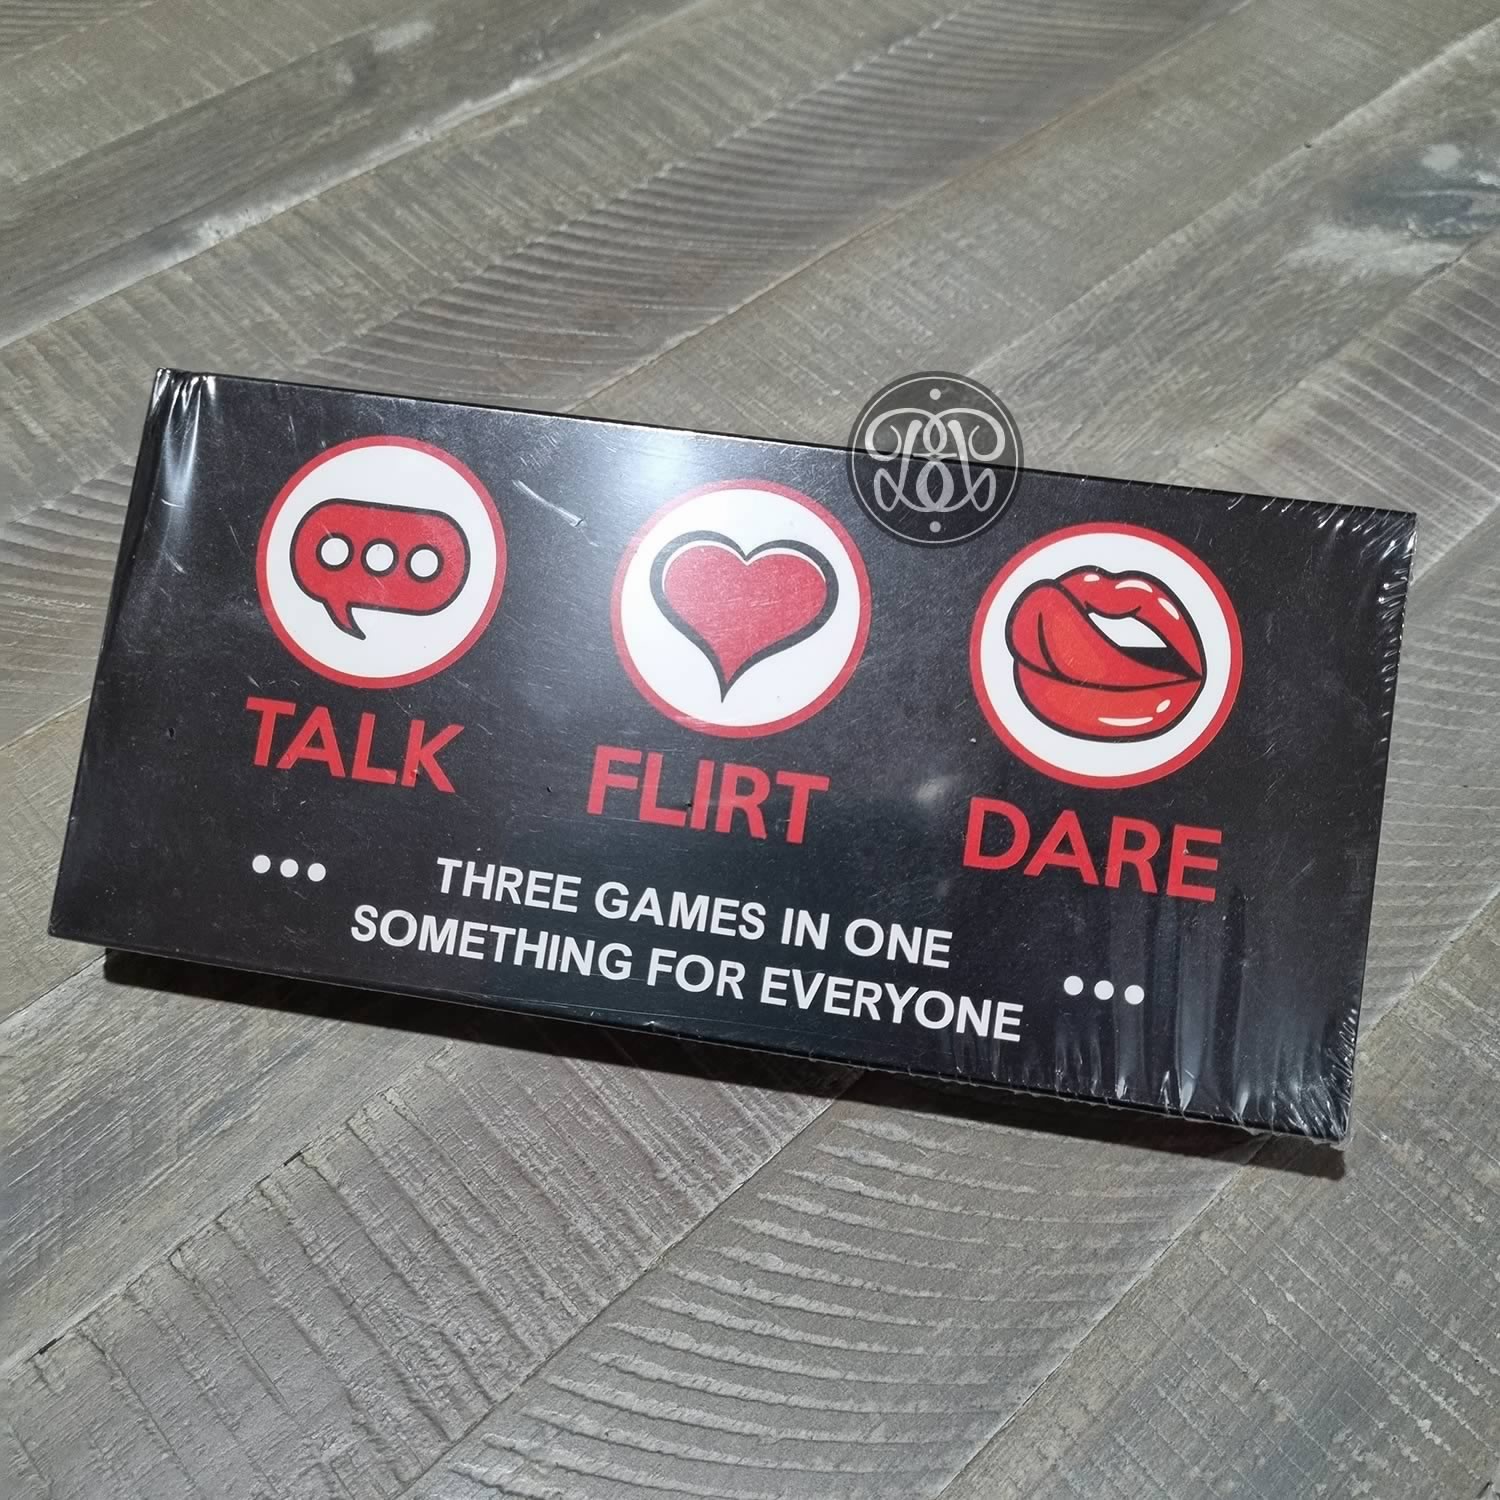 TALK
FLIRT
DARE
THREE GAMES IN ONE
SOMETHING FOR EVERYONE